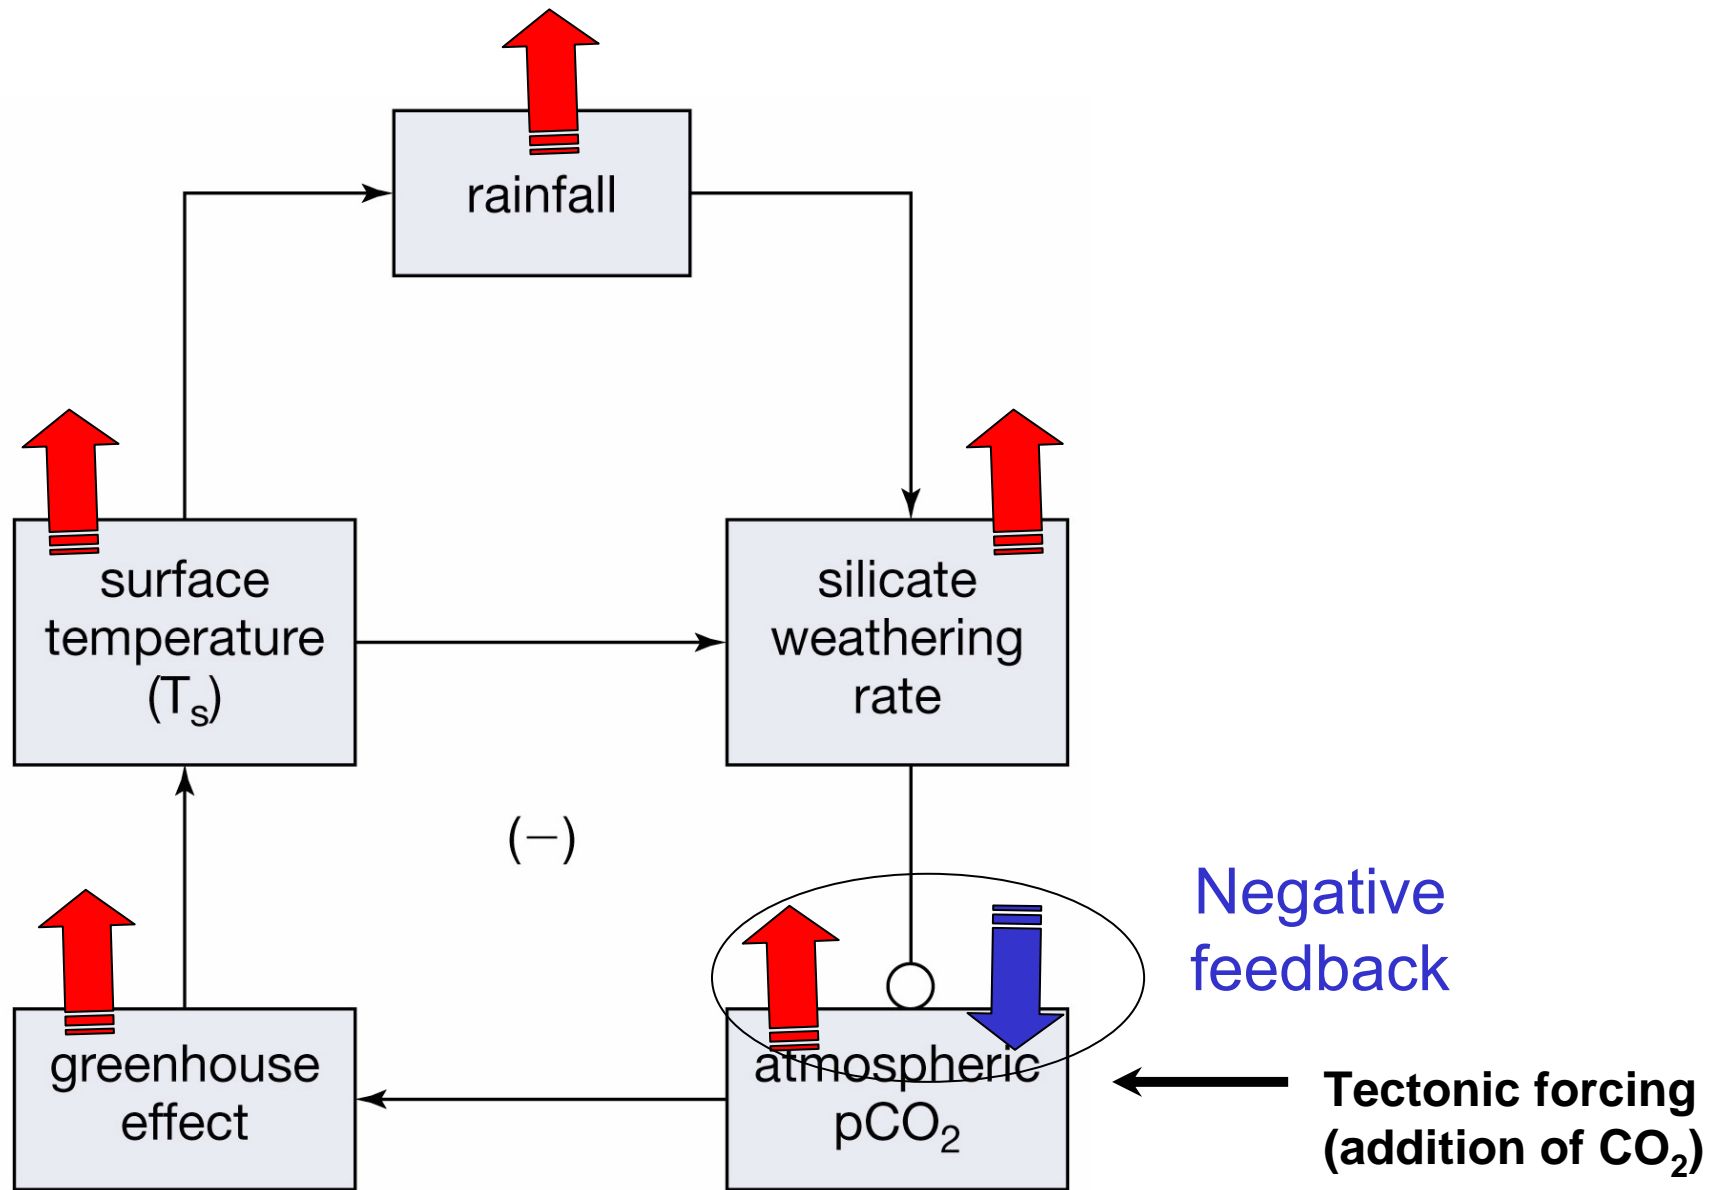 rainfall
surface
temperature
(Tₛ)
silicate
weathering
rate
(−)
Negative
feedback
greenhouse
effect
atmospheric
pCO₂
Tectonic forcing
(addition of CO₂)